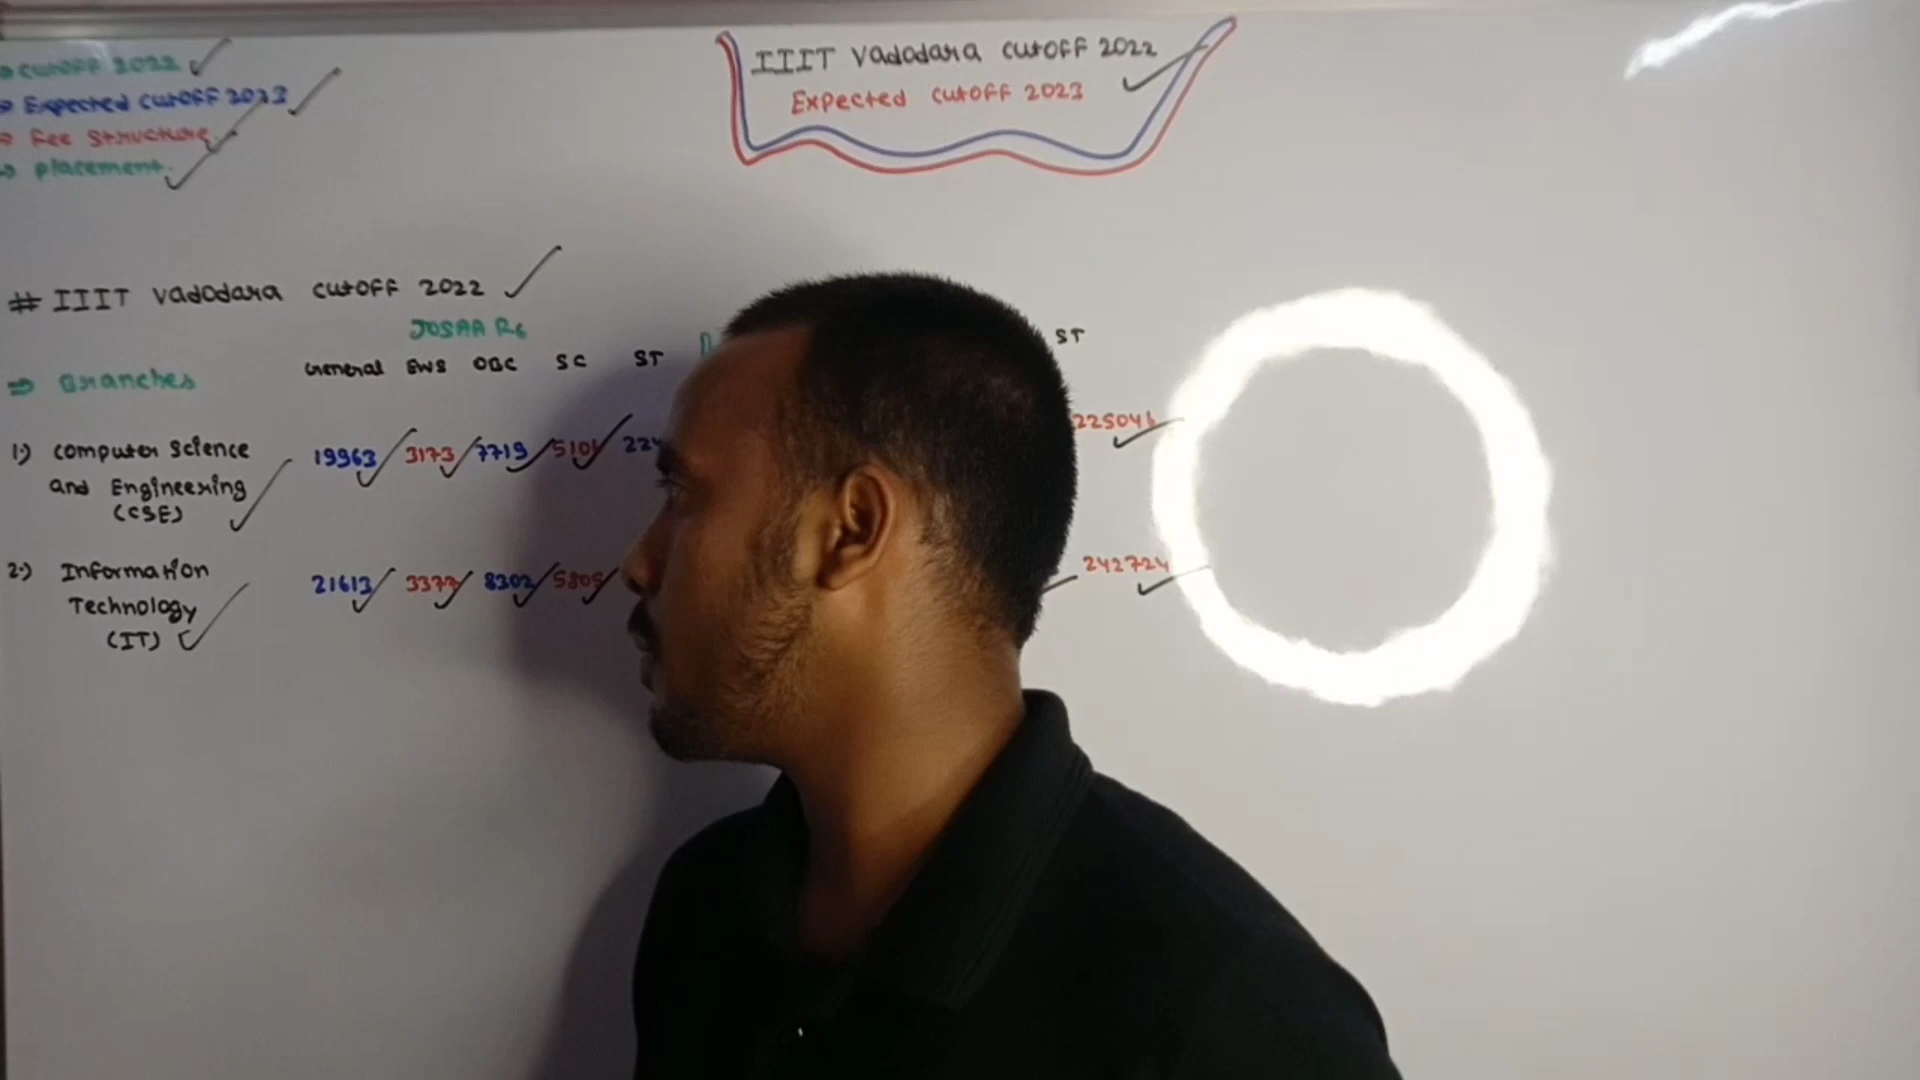 IIIT Vadodara cutoff 2022
Expected cutoff 2023
cutoff 2022
Expected cutoff 2023
Fee Structure
Placement
# IIIT Vadodara cutoff 2022
JOSAA R6
Branches General EWS OBC SC ST ST
1.) Computer Science 19963 3173 7719 5101 225046
and Engineering
(CSE)
2.) Information 21613 3373 8302 5805 242724
Technology
(IT)